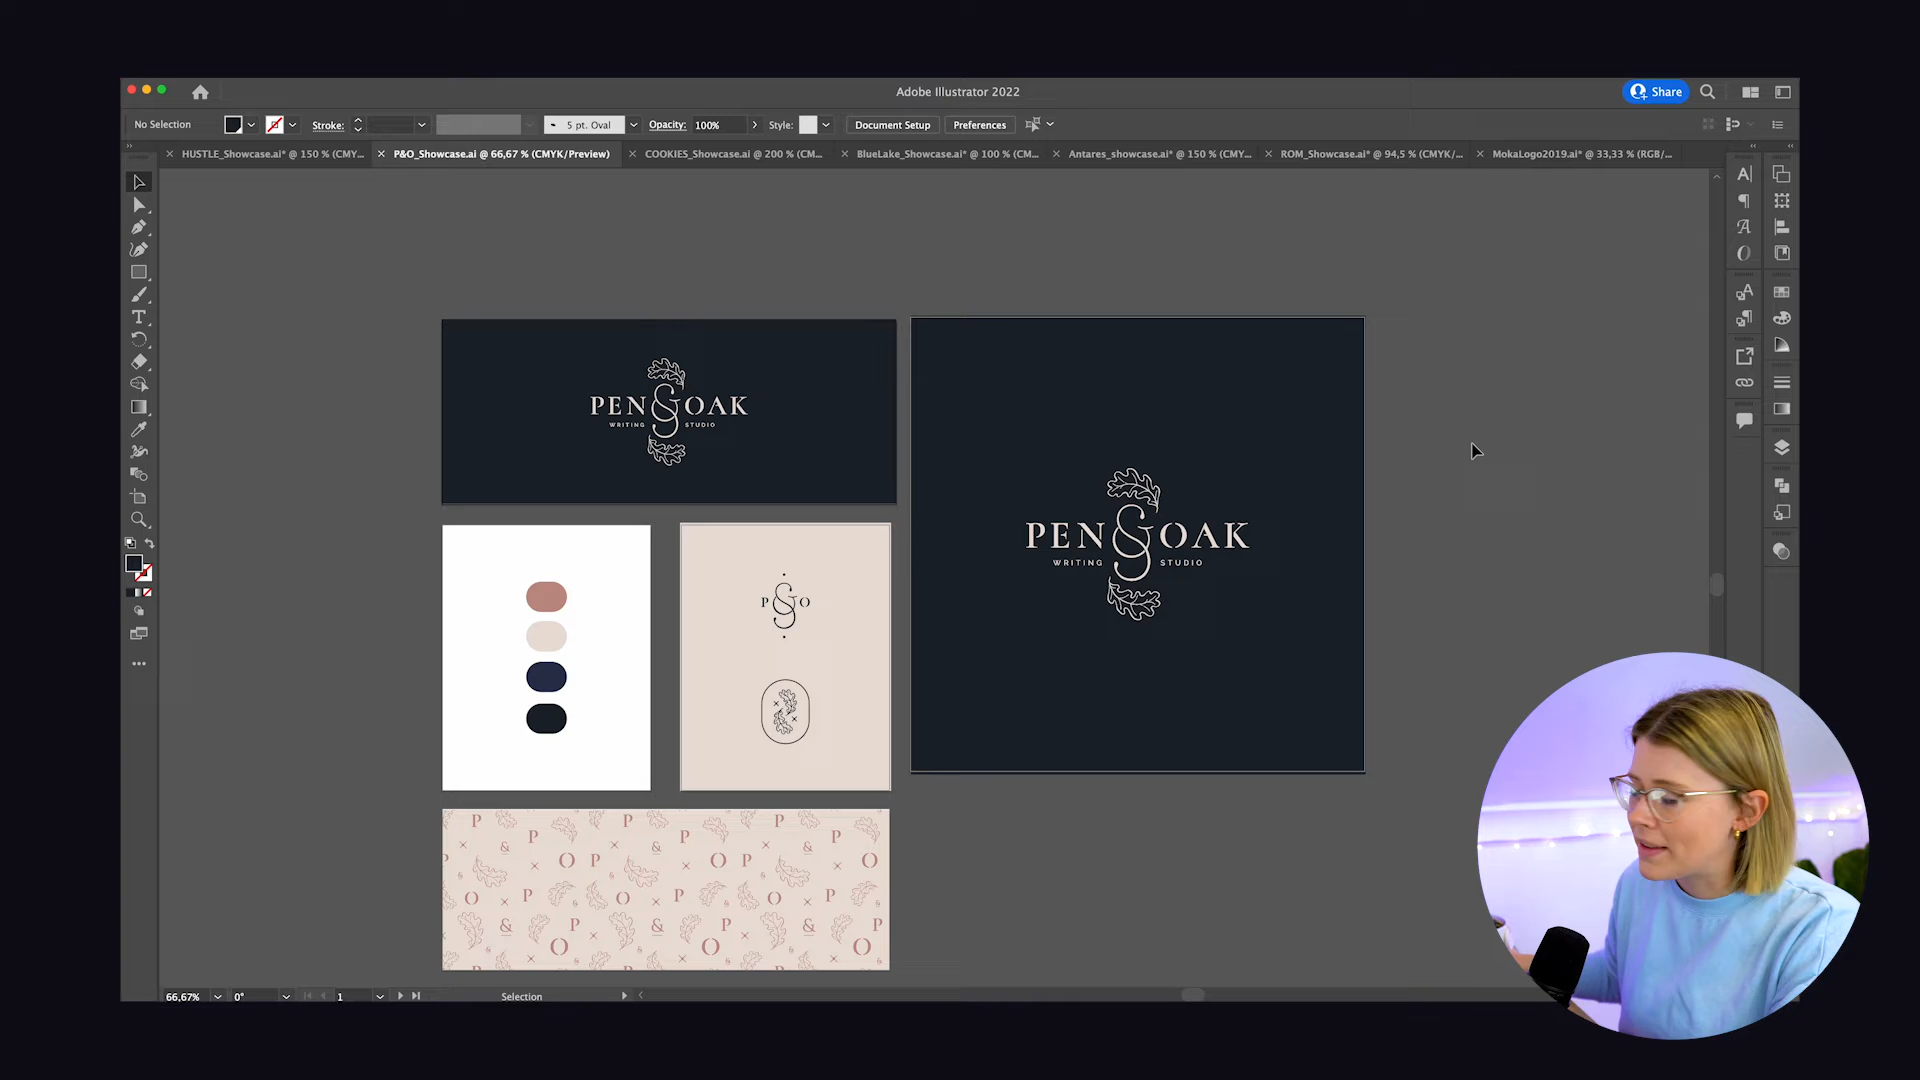 Adobe Illustrator 2022
Share
No Selection
Stroke:
5 pt. Oval
Opacity: 100%
Style:
Document Setup
Preferences
HUSTLE_Showcase.ai* @ 150 % (CMY...
P&O_Showcase.ai @ 66,67 % (CMYK/Preview)
COOKIES_Showcase.ai @ 200 % (CM...
BlueLake_Showcase.ai* @ 100 % (CM...
Antares_showcase.ai* @ 150 % (CMY...
ROM_Showcase.ai* @ 94,5 % (CMYK/...
MokaLogo2019.ai* @ 33,33 % (RGB/...
PEN & OAK
WRITING STUDIO
PEN & OAK
WRITING STUDIO
P & O
P P P P P P
& & &
O P O P O
P P P
O O O
& P & P & P
O O O
66,67%
0°
1
Selection